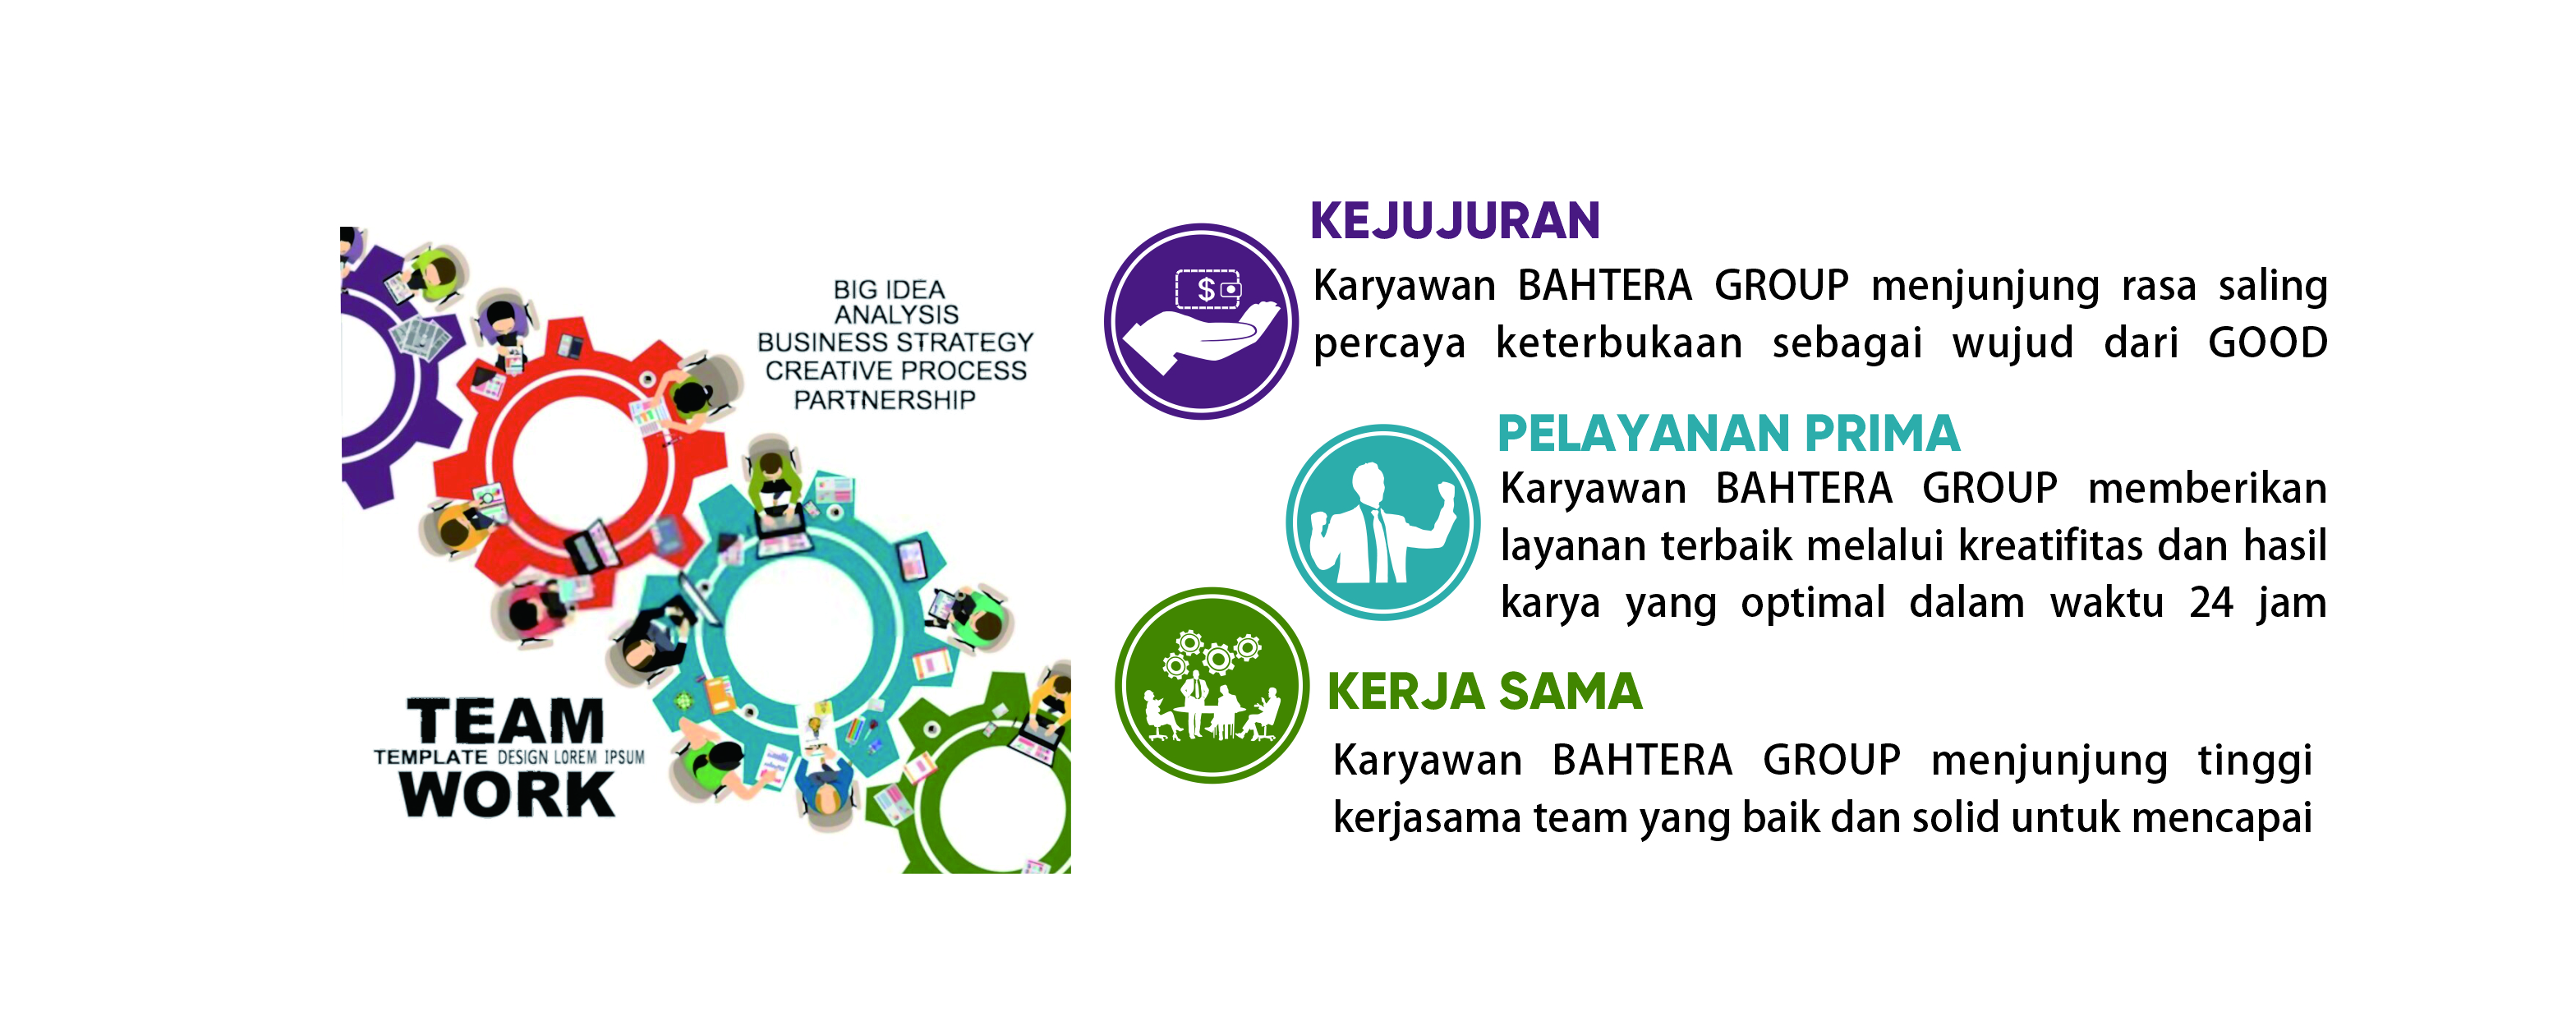 BIG IDEA
ANALYSIS
BUSINESS STRATEGY
CREATIVE PROCESS
PARTNERSHIP
TEAM
TEMPLATE DESIGN LOREM IPSUM
WORK
KEJUJURAN
$
Karyawan BAHTERA GROUP menjunjung rasa saling
percaya keterbukaan sebagai wujud dari GOOD
PELAYANAN PRIMA
Karyawan BAHTERA GROUP memberikan
layanan terbaik melalui kreatifitas dan hasil
karya yang optimal dalam waktu 24 jam
KERJA SAMA
Karyawan BAHTERA GROUP menjunjung tinggi
kerjasama team yang baik dan solid untuk mencapai